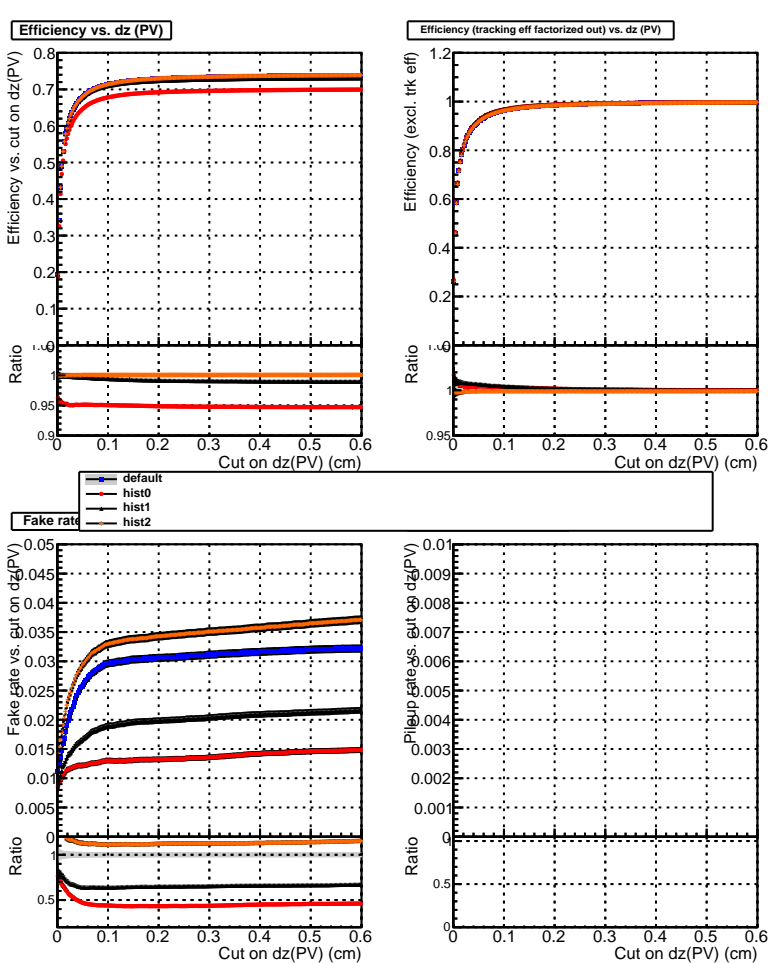 Efficiency vs. dz (PV)
Efficiency vs. cut on dz(PV)
0.8
0.7
0.6
0.5
0.4
0.3
0.2
0.1
0
Ratio
1
0.95
0.9
0 0.1 0.2 0.3 0.4 0.5 0.6
Cut on dz(PV) (cm)
Efficiency (tracking eff factorized out) vs. dz (PV)
Efficiency (excl. trk eff)
1.2
1
0.8
0.6
0.4
0.2
0
Ratio
1
0.95
0 0.1 0.2 0.3 0.4 0.5 0.6
Cut on dz(PV) (cm)
default
hist0
hist1
hist2
Fake rate
Fake rate vs. cut on dz(PV)
0.05
0.045
0.04
0.035
0.03
0.025
0.02
0.015
0.01
0.005
0
Ratio
1
0.5
0 0.1 0.2 0.3 0.4 0.5 0.6
Cut on dz(PV) (cm)
Pileup rate vs. cut on dz(PV)
0.01
0.009
0.008
0.007
0.006
0.005
0.004
0.003
0.002
0.001
Ratio
0.5
0
0 0.1 0.2 0.3 0.4 0.5 0.6
Cut on dz(PV) (cm)